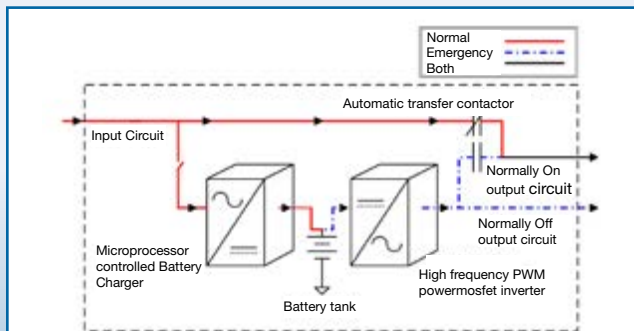 Normal
Emergency
Both
Automatic transfer contactor
Input Circuit
Normally On
output circuit
Normally Off
output circuit
Microprocessor
controlled Battery
Charger
High frequency PWM
powermosfet inverter
Battery tank